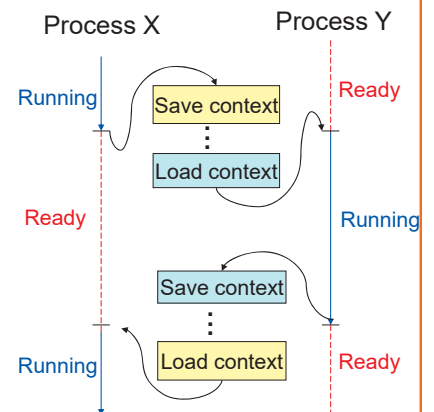 Process X
Process Y
Running
Ready
Save context
Load context
Ready
Running
Save context
Load context
Running
Ready